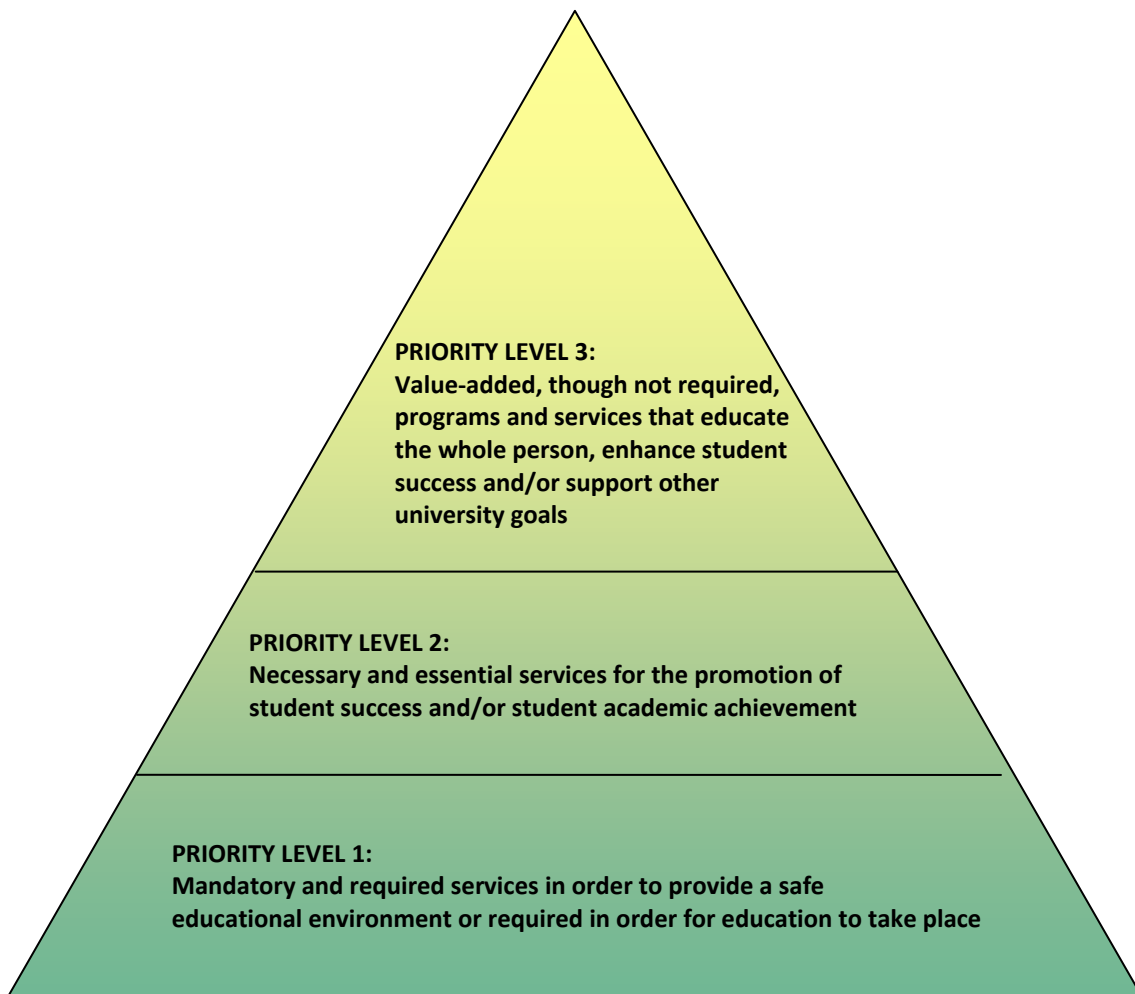 PRIORITY LEVEL 3:
Value-added, though not required,
programs and services that educate
the whole person, enhance student
success and/or support other
university goals
PRIORITY LEVEL 2:
Necessary and essential services for the promotion of
student success and/or student academic achievement
PRIORITY LEVEL 1:
Mandatory and required services in order to provide a safe
educational environment or required in order for education to take place